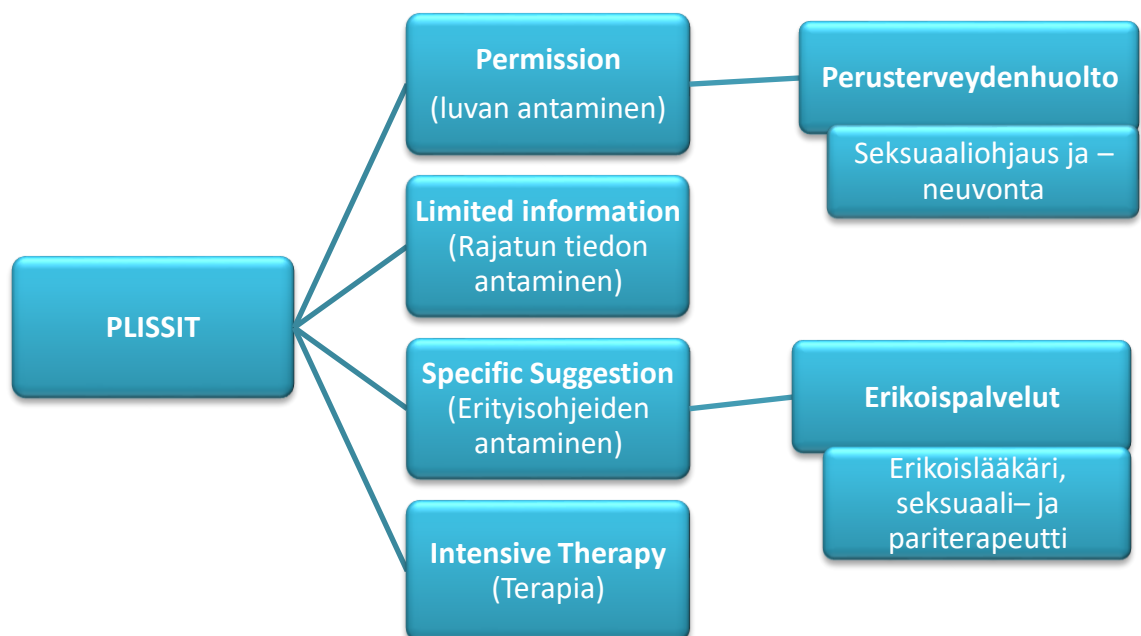 PLISSIT
Permission
(luvan antaminen)
Limited information
(Rajatun tiedon
antaminen)
Specific Suggestion
(Erityisohjeiden
antaminen)
Intensive Therapy
(Terapia)
Perusterveydenhuolto
Seksuaaliohjaus ja –
neuvonta
Erikoispalvelut
Erikoislääkäri,
seksuaali– ja
pariterapeutti